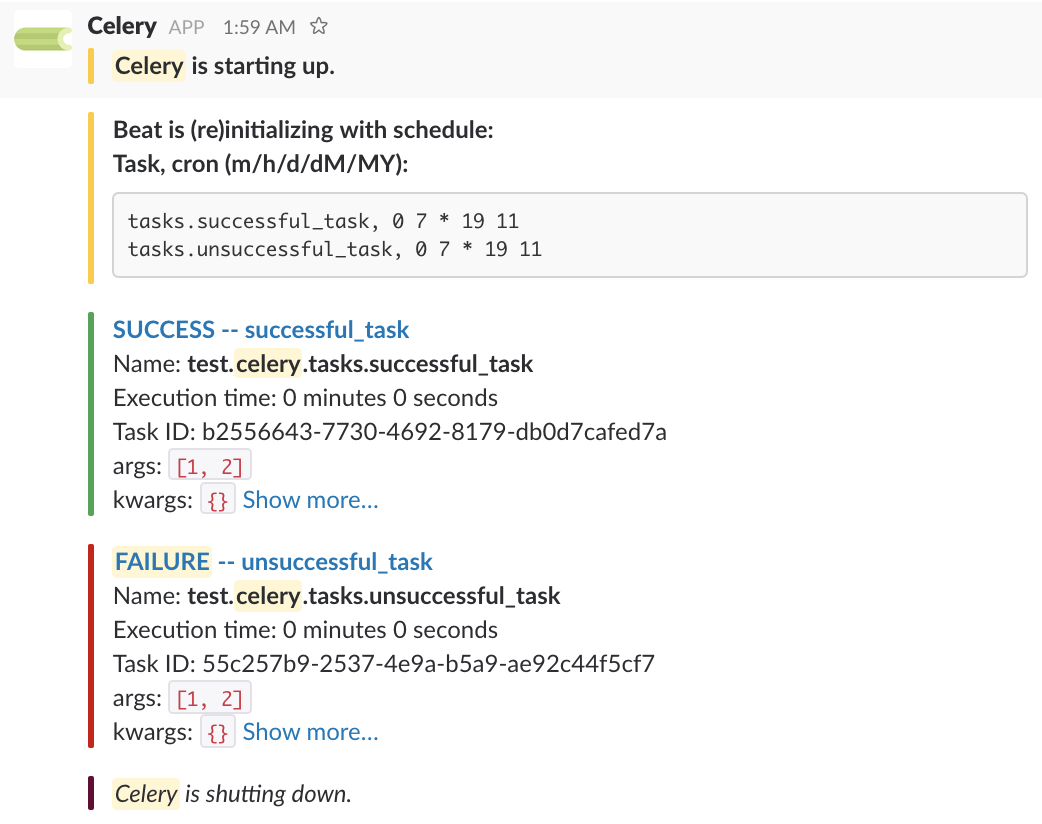 Celery APP 1:59 AM
Celery is starting up.
Beat is (re)initializing with schedule:
Task, cron (m/h/d/dM/MY):
tasks.successful_task, 0 7 * 19 11
tasks.unsuccessful_task, 0 7 * 19 11
SUCCESS -- successful_task
Name: test.celery.tasks.successful_task
Execution time: 0 minutes 0 seconds
Task ID: b2556643-7730-4692-8179-db0d7cafed7a
args: [1, 2]
kwargs: {} Show more...
FAILURE -- unsuccessful_task
Name: test.celery.tasks.unsuccessful_task
Execution time: 0 minutes 0 seconds
Task ID: 55c257b9-2537-4e9a-b5a9-ae92c44f5cf7
args: [1, 2]
kwargs: {} Show more...
Celery is shutting down.